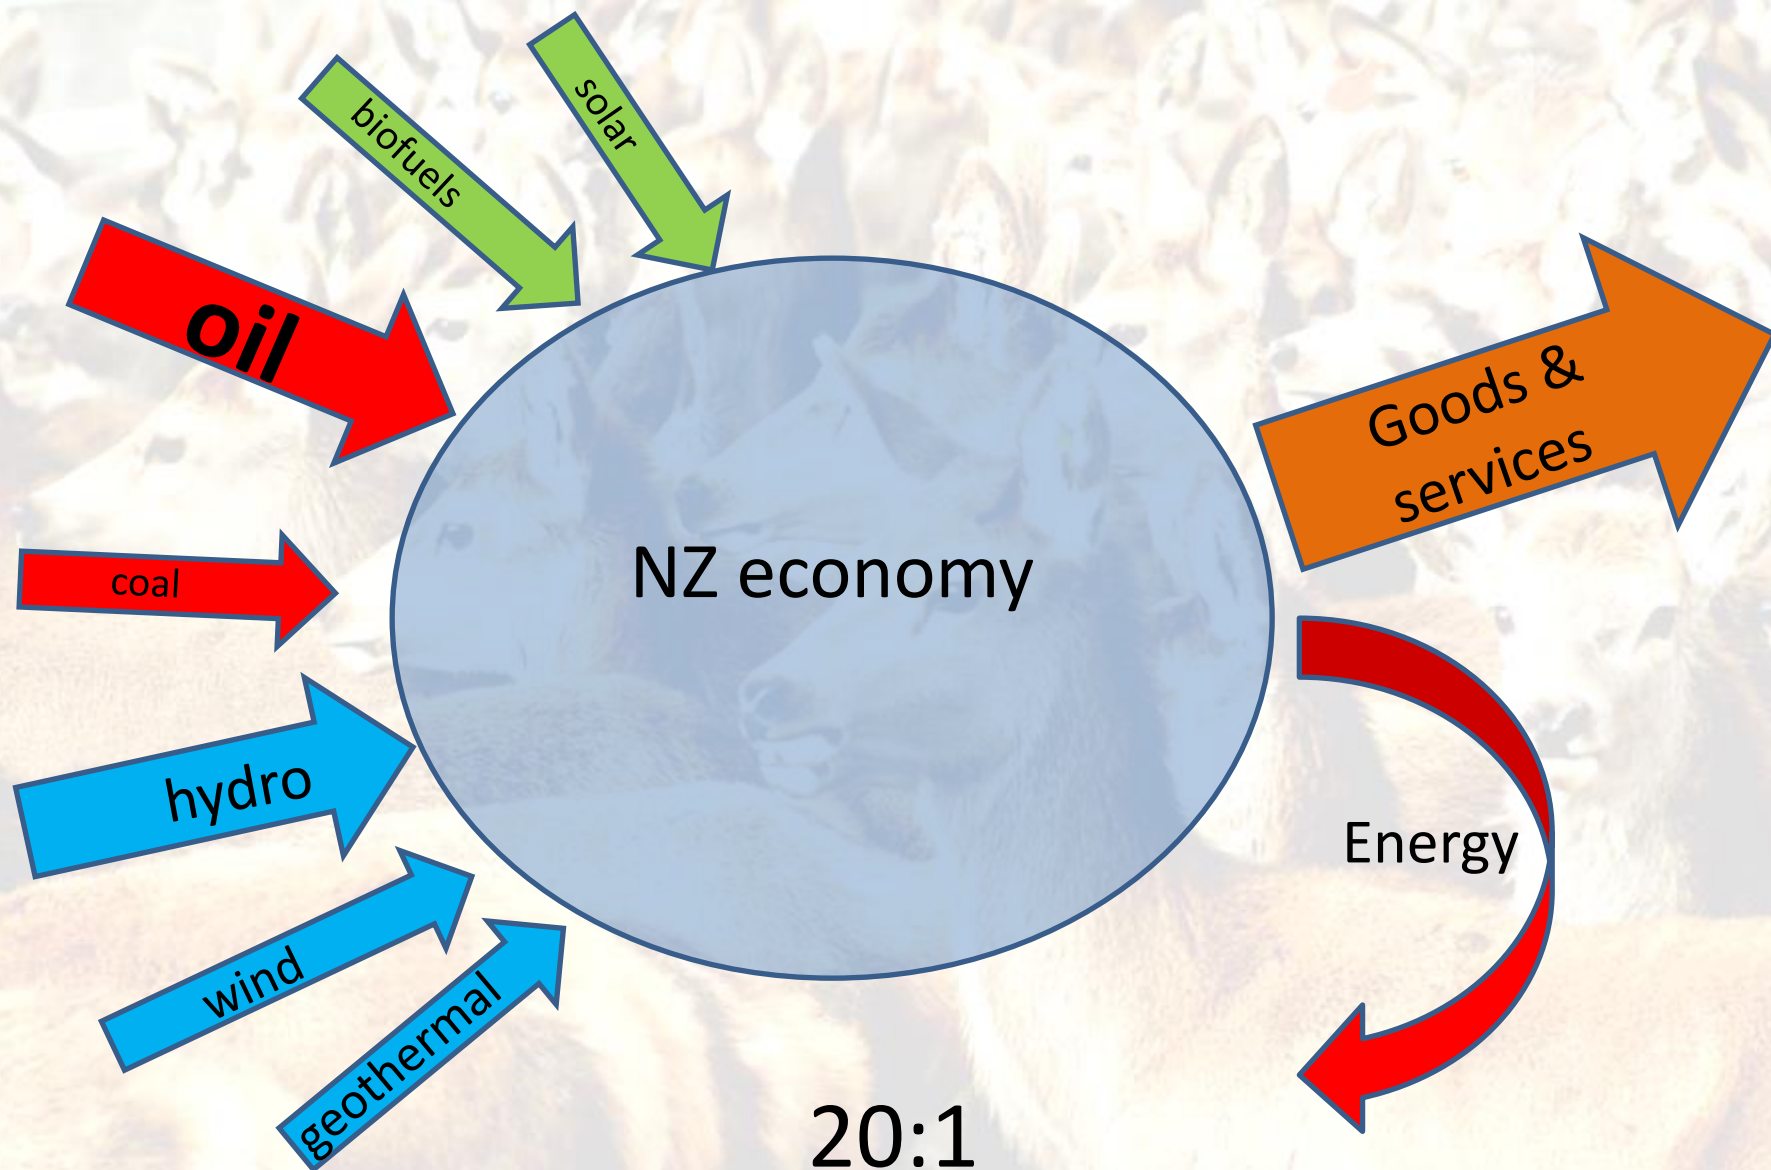 solar
biofuels
oil
Goods &
services
coal
NZ economy
hydro
Energy
wind
geothermal
20:1